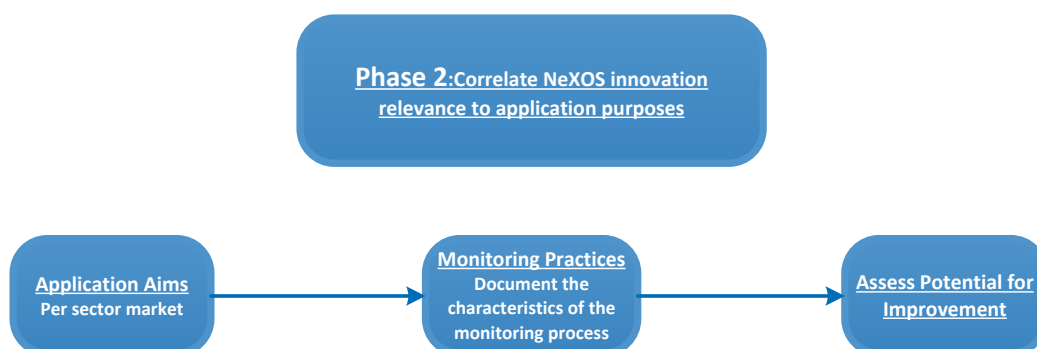 Phase 2:Correlate NeXOS innovation
relevance to application purposes
Application Aims
Per sector market
Monitoring Practices
Document the
characteristics of the
monitoring process
Assess Potential for
Improvement